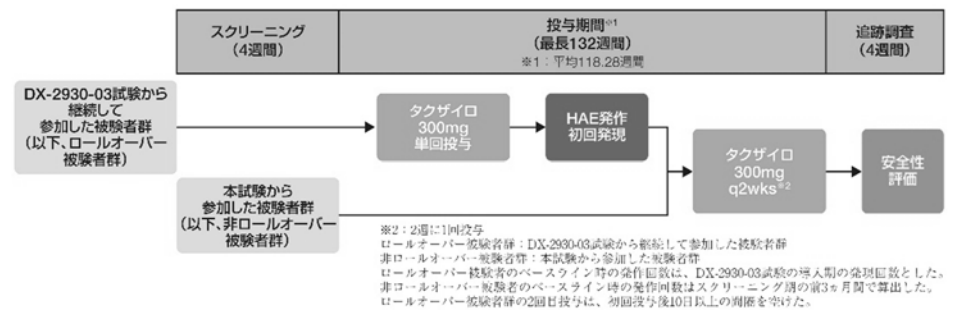 スクリーニング
（4週間）
投与期間※1
（最長132週間）
※1：平均118.28週間
追跡調査
（4週間）
DX-2930-03試験から
継続して
参加した被験者群
（以下、ロールオーバー
被験者群）
タクザイロ
300mg
単回投与
HAE発作
初回発現
タクザイロ
300mg
q2wks※2
安全性
評価
本試験から
参加した被験者群
（以下、非ロールオーバー
被験者群）
※2：2週に1回投与
ロールオーバー被験者群：DX-2930-03試験から継続して参加した被験者群
非ロールオーバー被験者群：本試験から参加した被験者群
ロールオーバー被験者のベースライン時の発作回数は、DX-2930-03試験の導入期の発現回数とした。
非ロールオーバー被験者のベースライン時の発作回数はスクリーニング期の前3ヵ月間で算出した。
ロールオーバー被験者群の2回目投与は、初回投与後10日以上の間隔を空けた。